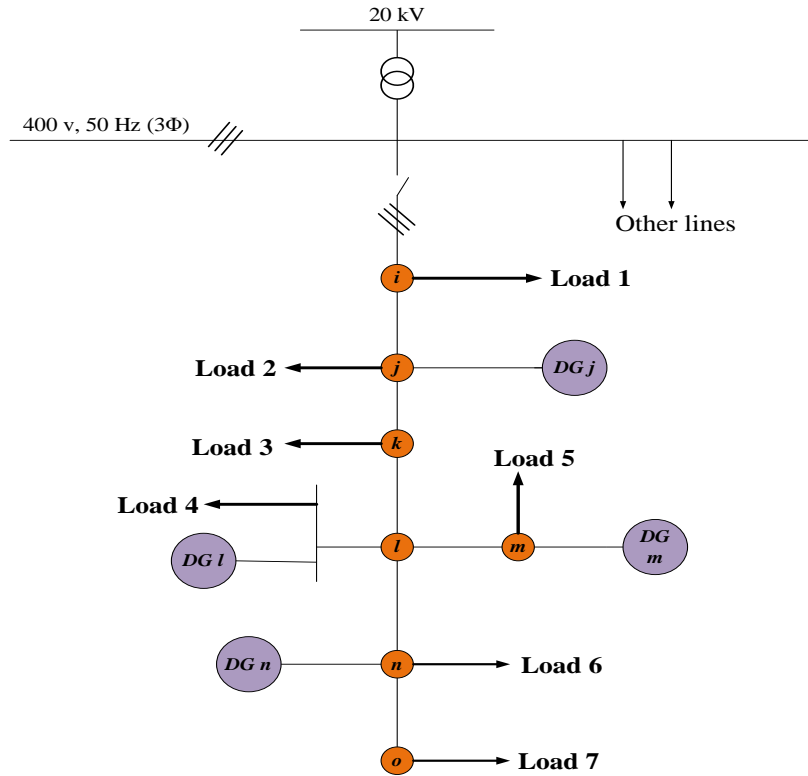 20 kV
400 v, 50 Hz (3Φ)
Other lines
i
Load 1
Load 2
j
DG j
Load 3
k
Load 5
Load 4
DG l
l
m
DG
m
DG n
n
Load 6
o
Load 7